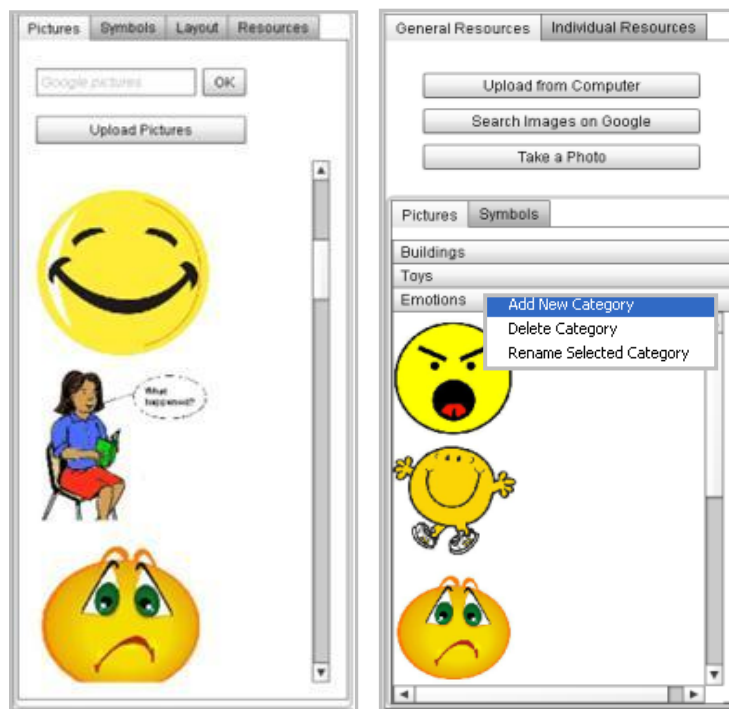 Pictures Symbols Layout Resources
Google pictures OK
Upload Pictures
What
happened?
General Resources Individual Resources
Upload from Computer
Search Images on Google
Take a Photo
Pictures Symbols
Buildings
Toys
Emotions
Add New Category
Delete Category
Rename Selected Category